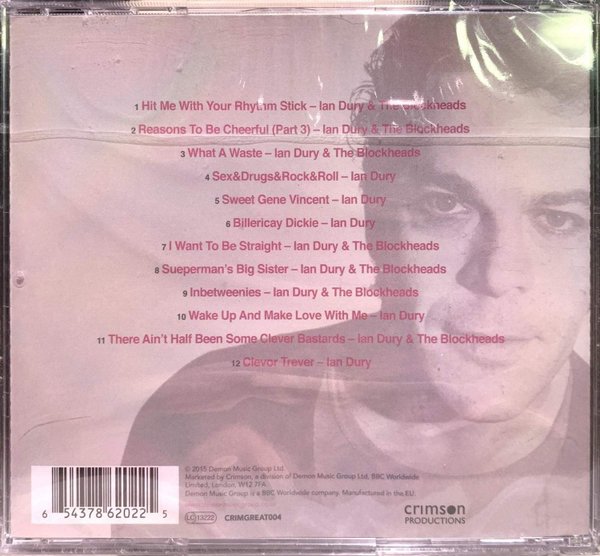 1 Hit Me With Your Rhythm Stick – Ian Dury & The Blockheads
2 Reasons To Be Cheerful (Part 3) – Ian Dury & The Blockheads
3 What A Waste – Ian Dury & The Blockheads
4 Sex&Drugs&Rock&Roll – Ian Dury
5 Sweet Gene Vincent – Ian Dury
6 Billericay Dickie – Ian Dury
7 I Want To Be Straight – Ian Dury & The Blockheads
8 Sueperman's Big Sister – Ian Dury & The Blockheads
9 Inbetweenies – Ian Dury & The Blockheads
10 Wake Up And Make Love With Me – Ian Dury
11 There Ain't Half Been Some Clever Bastards – Ian Dury & The Blockheads
12 Clevor Trever – Ian Dury
© 2015 Demon Music Group Ltd.
Marketed by Crimson, a division of Demon Music Group Ltd, BBC Worldwide
Limited, London, W12 7FA.
Demon Music Group is a BBC Worldwide company. Manufactured in the EU.
LC 13222 CRIMGREAT004
6 54378 62022 5
crimson
PRODUCTIONS